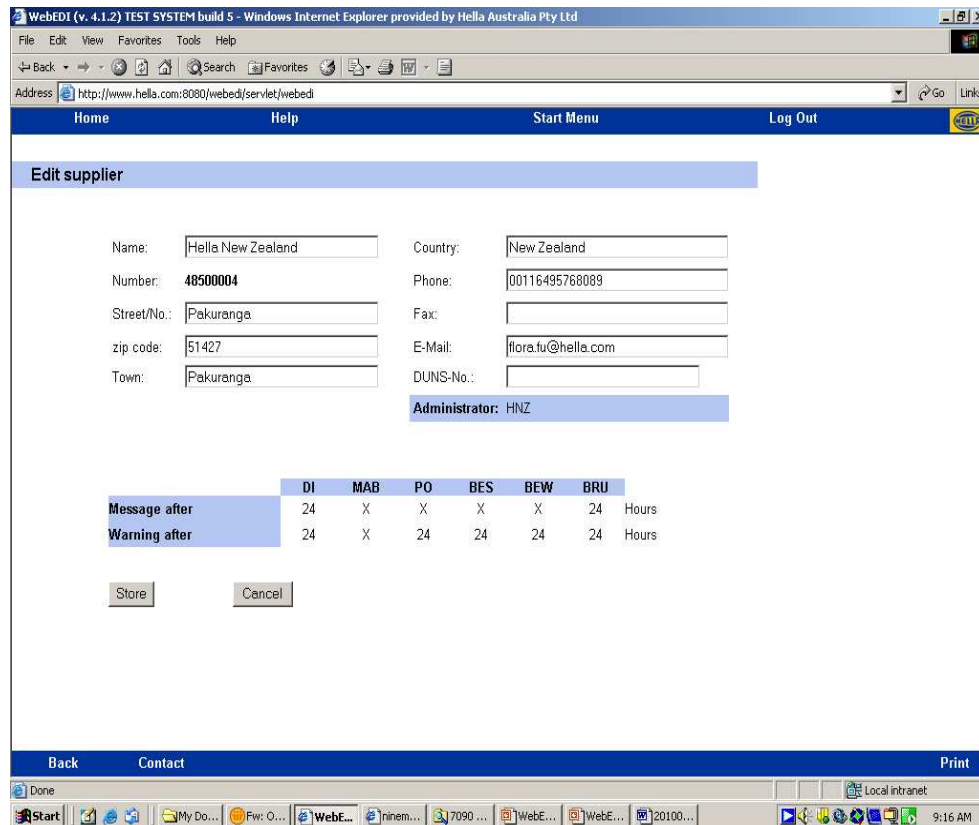 WebEDI (v. 4.1.2) TEST SYSTEM build 5 - Windows Internet Explorer provided by Hella Australia Pty Ltd
File Edit View Favorites Tools Help
Back Search Favorites
Address http://www.hella.com:8080/webedi/servlet/webedi Go Links
Home Help Start Menu Log Out HELLA
Edit supplier
Name: Hella New Zealand Country: New Zealand
Number: 48500004 Phone: 00116495768089
Street/No.: Pakuranga Fax:
zip code: 51427 E-Mail: flora.fu@hella.com
Town: Pakuranga DUNS-No.:
Administrator: HNZ
DI MAB PO BES BEW BRU
Message after 24 X X X X 24 Hours
Warning after 24 X 24 24 24 24 Hours
Store Cancel
Back Contact Print
Done Local intranet
Start My Do... Fw: O... WebE... ninem... 7090 ... WebE... WebE... 20100... 9:16 AM